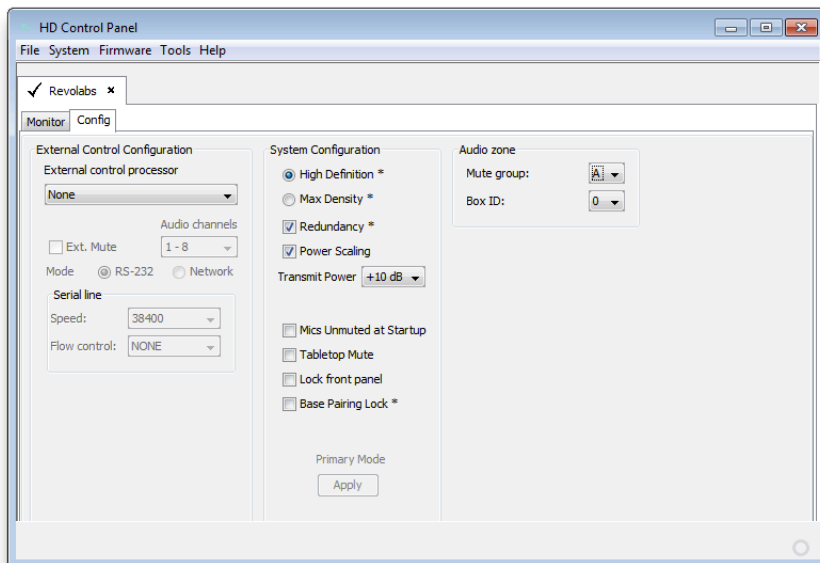 HD Control Panel
File System Firmware Tools Help
Revolabs
Monitor Config
External Control Configuration
External control processor
None
Audio channels
Ext. Mute 1 - 8
Mode RS-232 Network
Serial line
Speed: 38400
Flow control: NONE
System Configuration
High Definition *
Max Density *
Redundancy *
Power Scaling
Transmit Power +10 dB
Mics Unmuted at Startup
Tabletop Mute
Lock front panel
Base Pairing Lock *
Primary Mode
Apply
Audio zone
Mute group: A
Box ID: 0